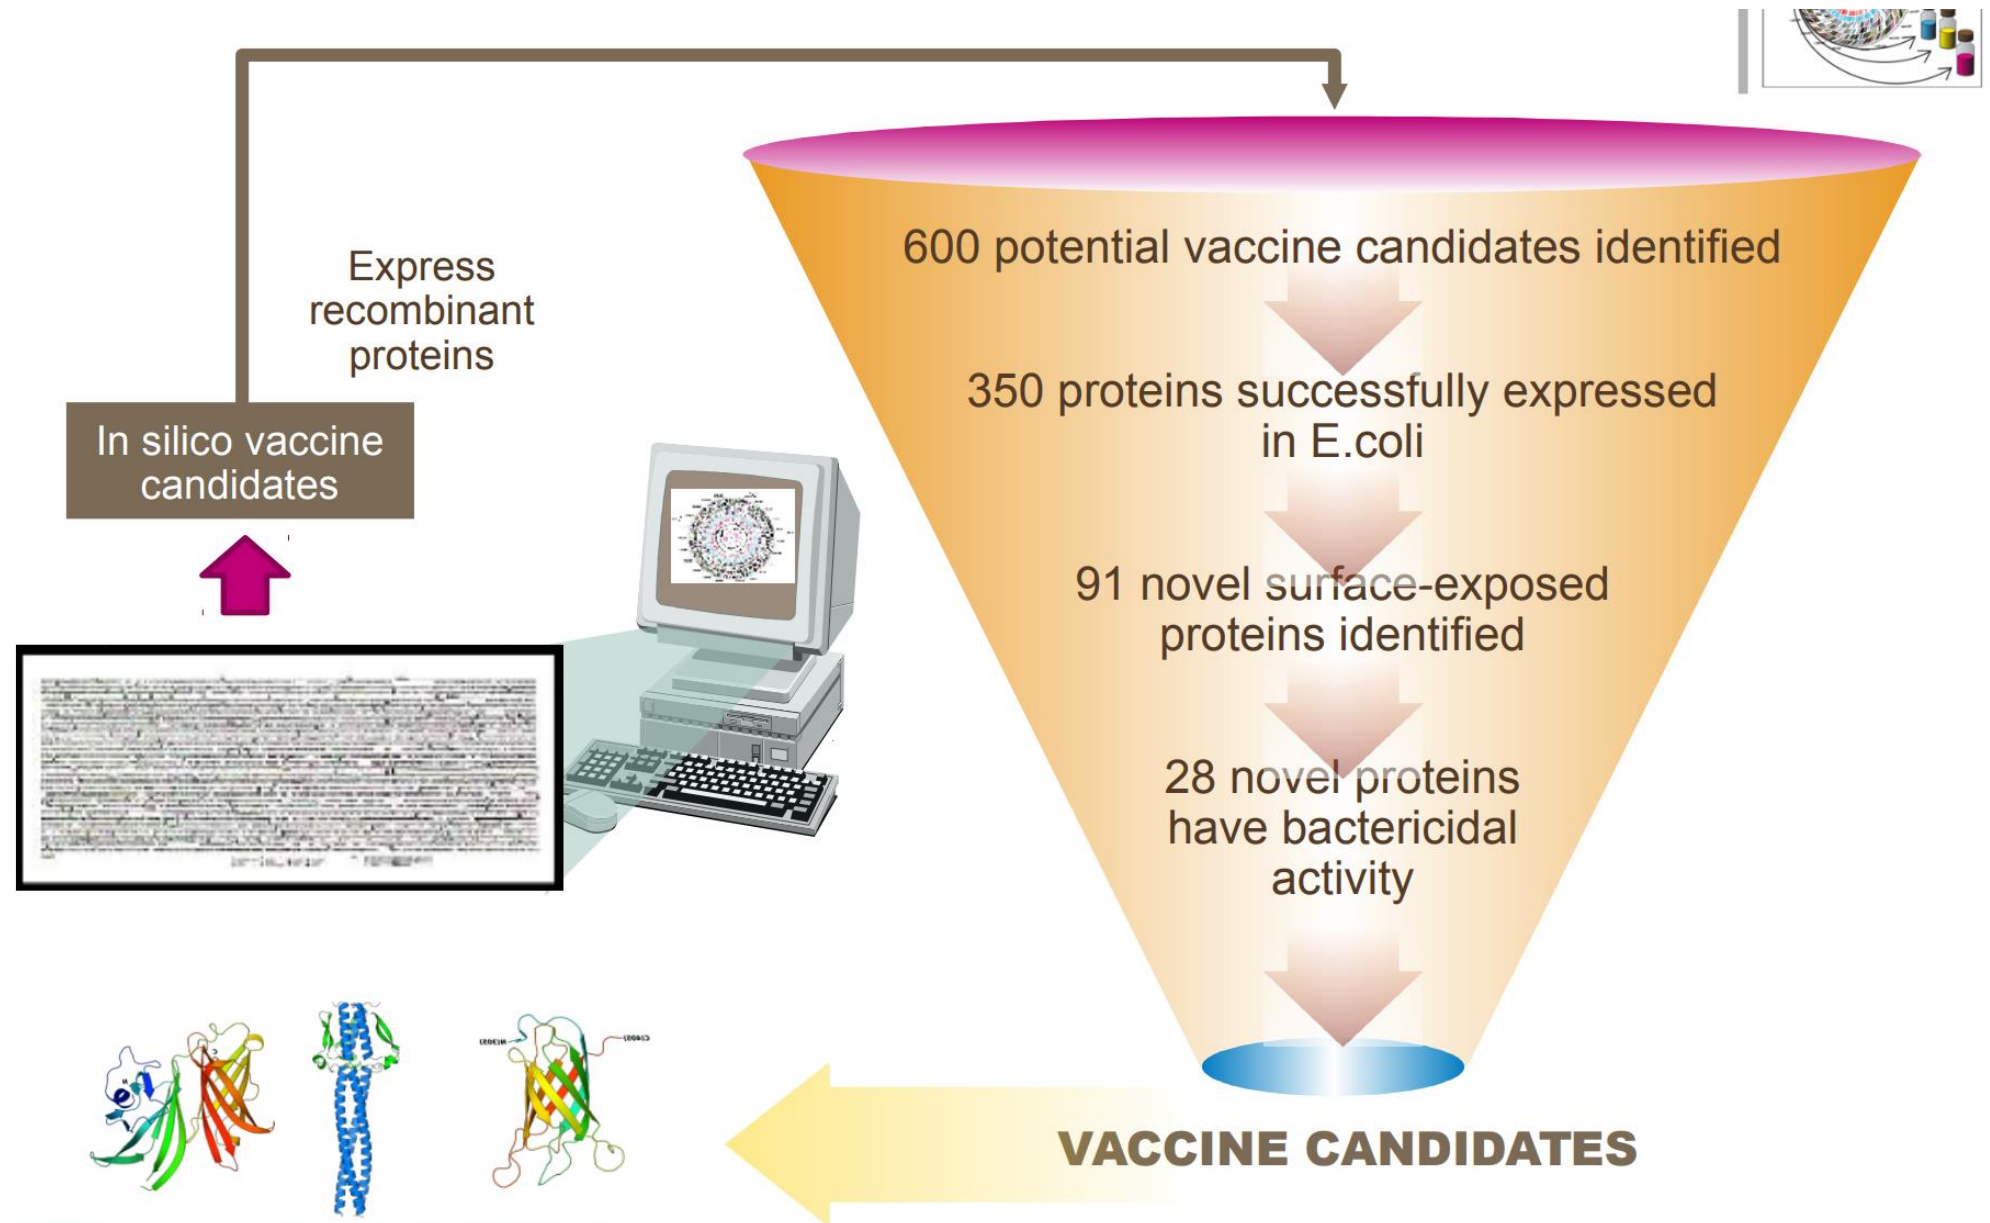 Express
recombinant
proteins
In silico vaccine
candidates
600 potential vaccine candidates identified
350 proteins successfully expressed
in E.coli
91 novel surface-exposed
proteins identified
28 novel proteins
have bactericidal
activity
VACCINE CANDIDATES